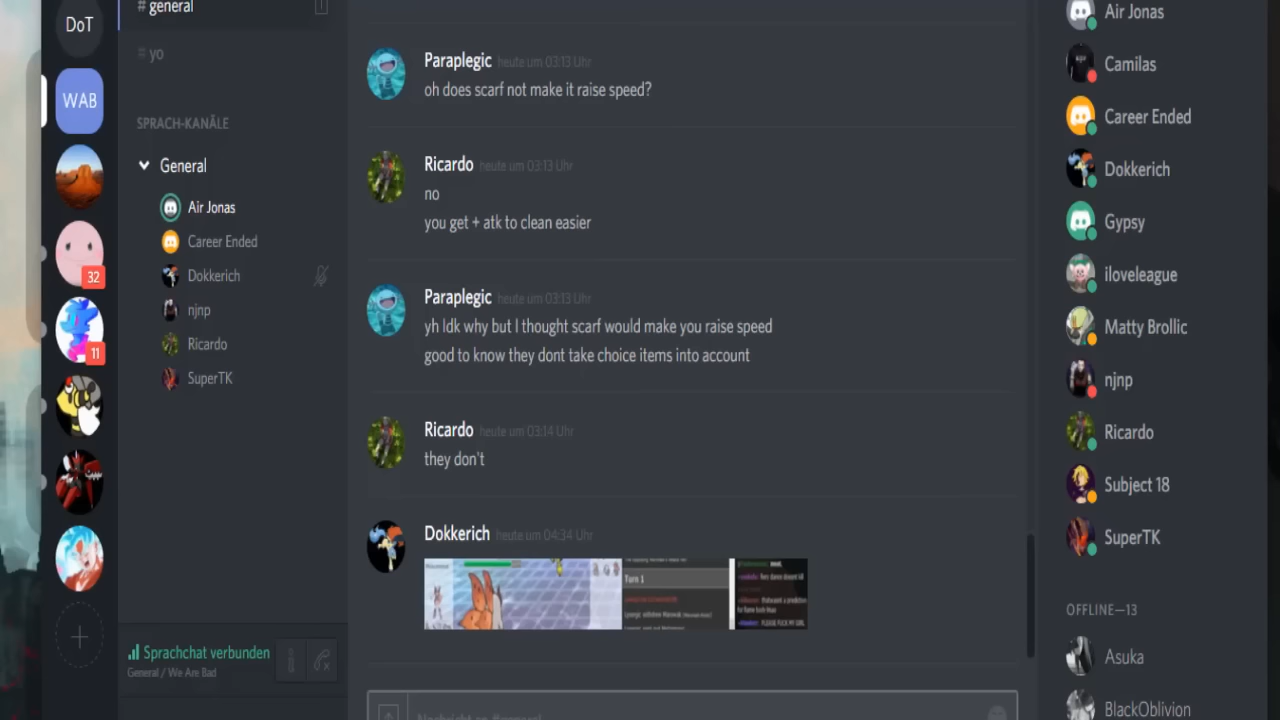 DoT
WAB
32
11
# general
# yo
SPRACH-KANÄLE
General
Air Jonas
Career Ended
Dokkerich
njnp
Ricardo
SuperTK
Sprachchat verbunden
General / We Are Bad
Paraplegic heute um 03:13 Uhr
oh does scarf not make it raise speed?
Ricardo heute um 03:13 Uhr
no
you get + atk to clean easier
Paraplegic heute um 03:13 Uhr
yh Idk why but I thought scarf would make you raise speed
good to know they dont take choice items into account
Ricardo heute um 03:14 Uhr
they don't
Dokkerich heute um 04:34 Uhr
Turn 1
Air Jonas
Camilas
Career Ended
Dokkerich
Gypsy
iloveleague
Matty Brollic
njnp
Ricardo
Subject 18
SuperTK
OFFLINE—13
Asuka
BlackOblivion